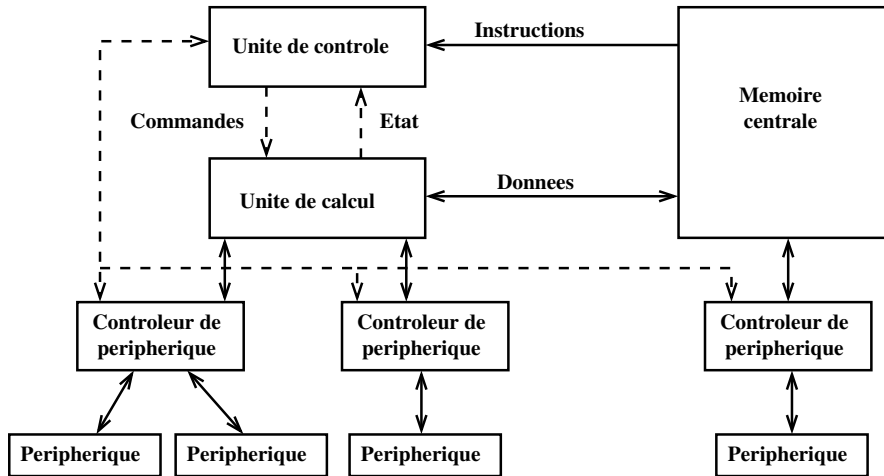 Unite de controle
Instructions
Memoire
centrale
Commandes
Etat
Unite de calcul
Donnees
Controleur de
peripherique
Controleur de
peripherique
Controleur de
peripherique
Peripherique
Peripherique
Peripherique
Peripherique